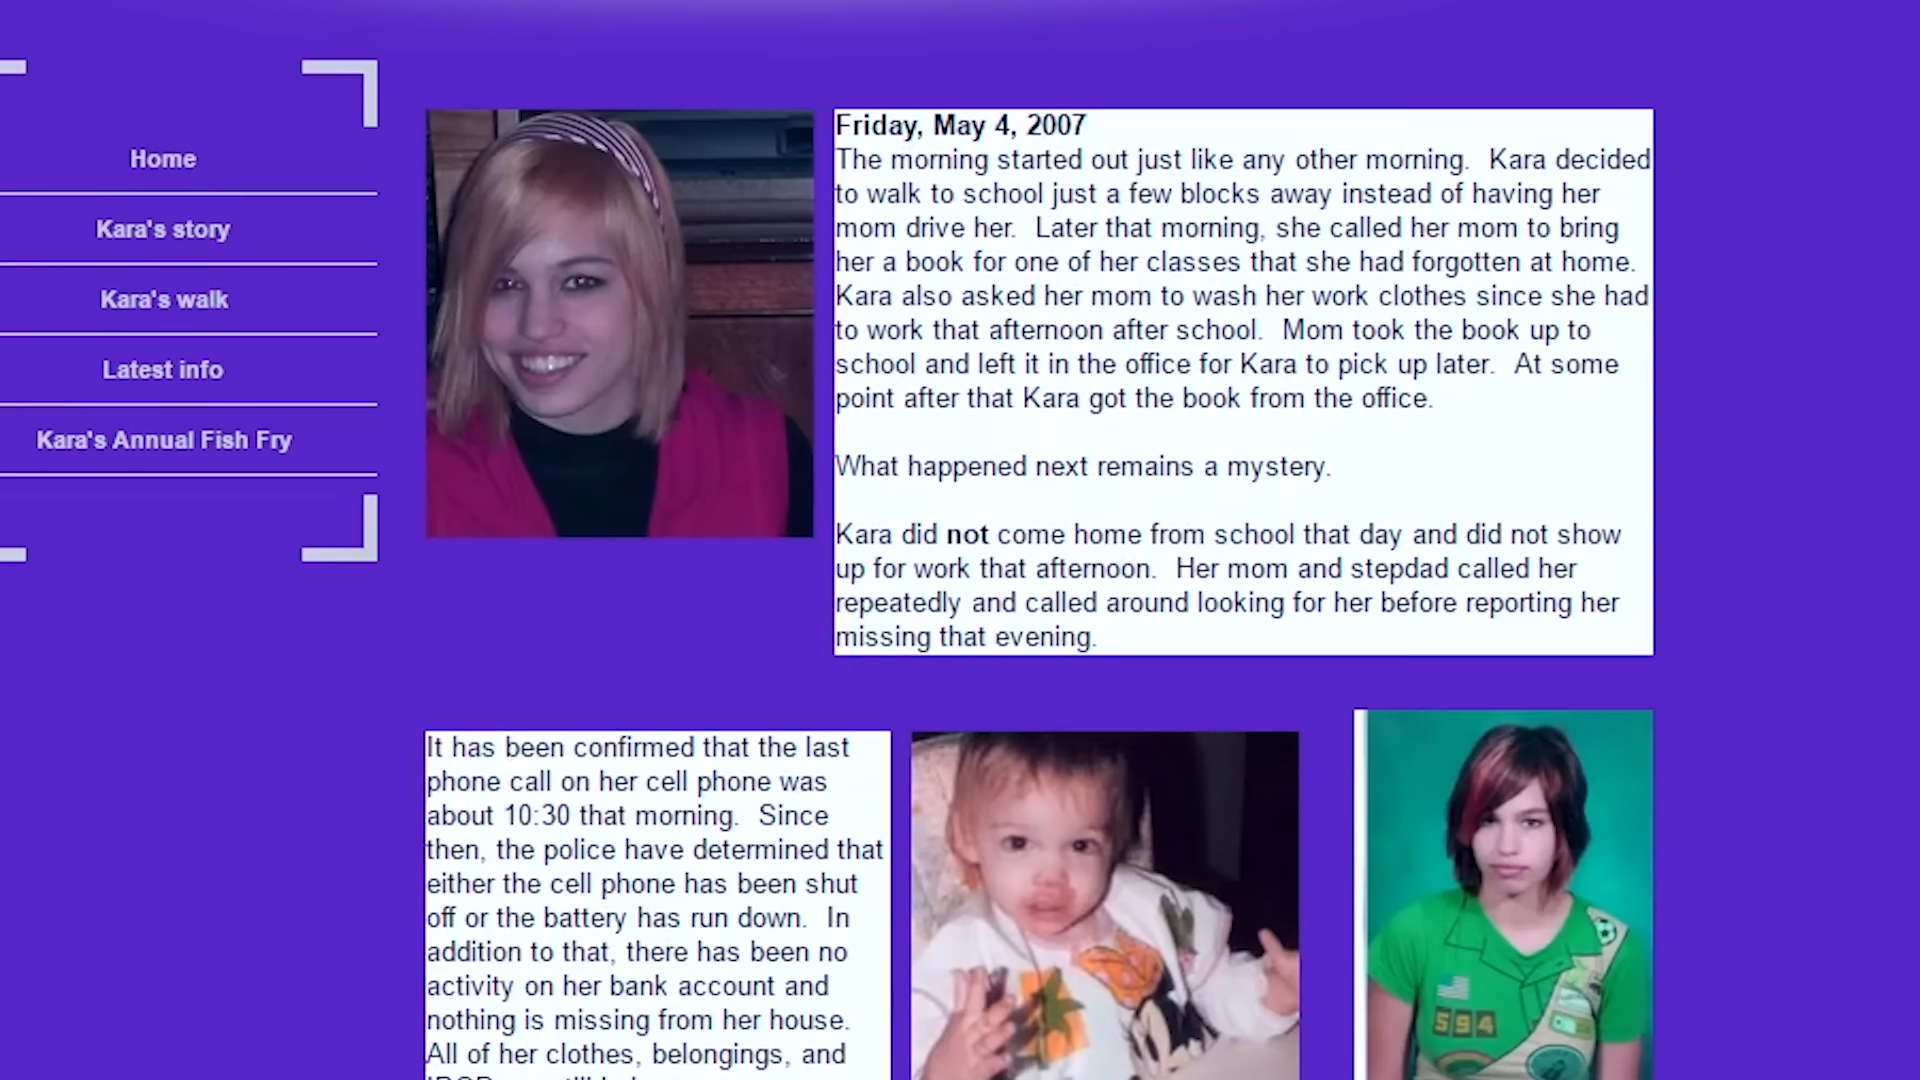 Home
Kara's story
Kara's walk
Latest info
Kara's Annual Fish Fry
Friday, May 4, 2007
The morning started out just like any other morning.  Kara decided
to walk to school just a few blocks away instead of having her
mom drive her.  Later that morning, she called her mom to bring
her a book for one of her classes that she had forgotten at home.
Kara also asked her mom to wash her work clothes since she had
to work that afternoon after school.  Mom took the book up to
school and left it in the office for Kara to pick up later.  At some
point after that Kara got the book from the office.
What happened next remains a mystery.
Kara did not come home from school that day and did not show
up for work that afternoon.  Her mom and stepdad called her
repeatedly and called around looking for her before reporting her
missing that evening.
It has been confirmed that the last
phone call on her cell phone was
about 10:30 that morning.  Since
then, the police have determined that
either the cell phone has been shut
off or the battery has run down.  In
addition to that, there has been no
activity on her bank account and
nothing is missing from her house.
All of her clothes, belongings, and
594